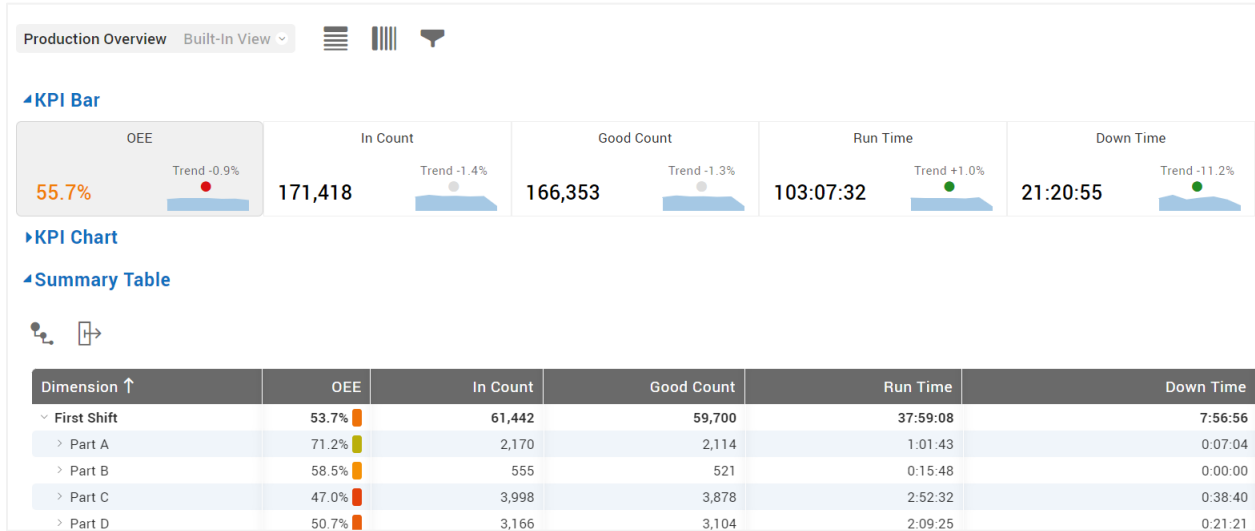 Production Overview Built-In View
KPI Bar
OEE In Count Good Count Run Time Down Time
Trend -0.9% Trend -1.4% Trend -1.3% Trend +1.0% Trend -11.2%
55.7% 171,418 166,353 103:07:32 21:20:55
KPI Chart
Summary Table
Dimension ↑ OEE In Count Good Count Run Time Down Time
First Shift 53.7% 61,442 59,700 37:59:08 7:56:56
Part A 71.2% 2,170 2,114 1:01:43 0:07:04
Part B 58.5% 555 521 0:15:48 0:00:00
Part C 47.0% 3,998 3,878 2:52:32 0:38:40
Part D 50.7% 3,166 3,104 2:09:25 0:21:21